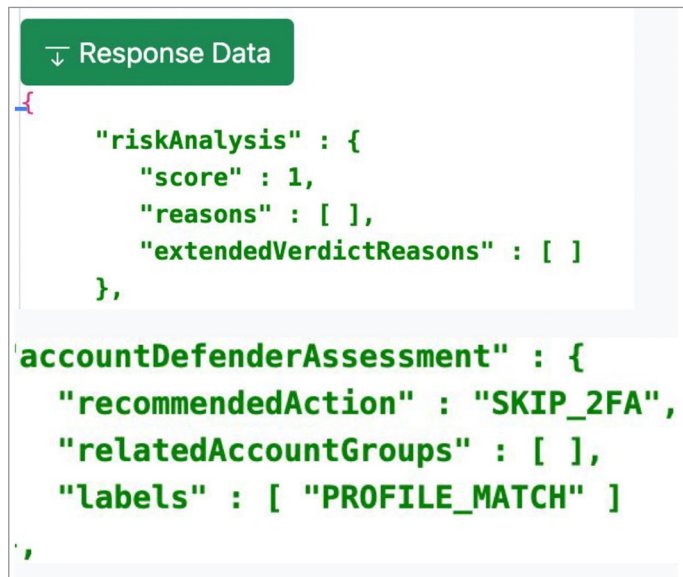 Response Data
{
"riskAnalysis" : {
"score" : 1,
"reasons" : [ ],
"extendedVerdictReasons" : [ ]
},
"accountDefenderAssessment" : {
"recommendedAction" : "SKIP_2FA",
"relatedAccountGroups" : [ ],
"labels" : [ "PROFILE_MATCH" ]
,